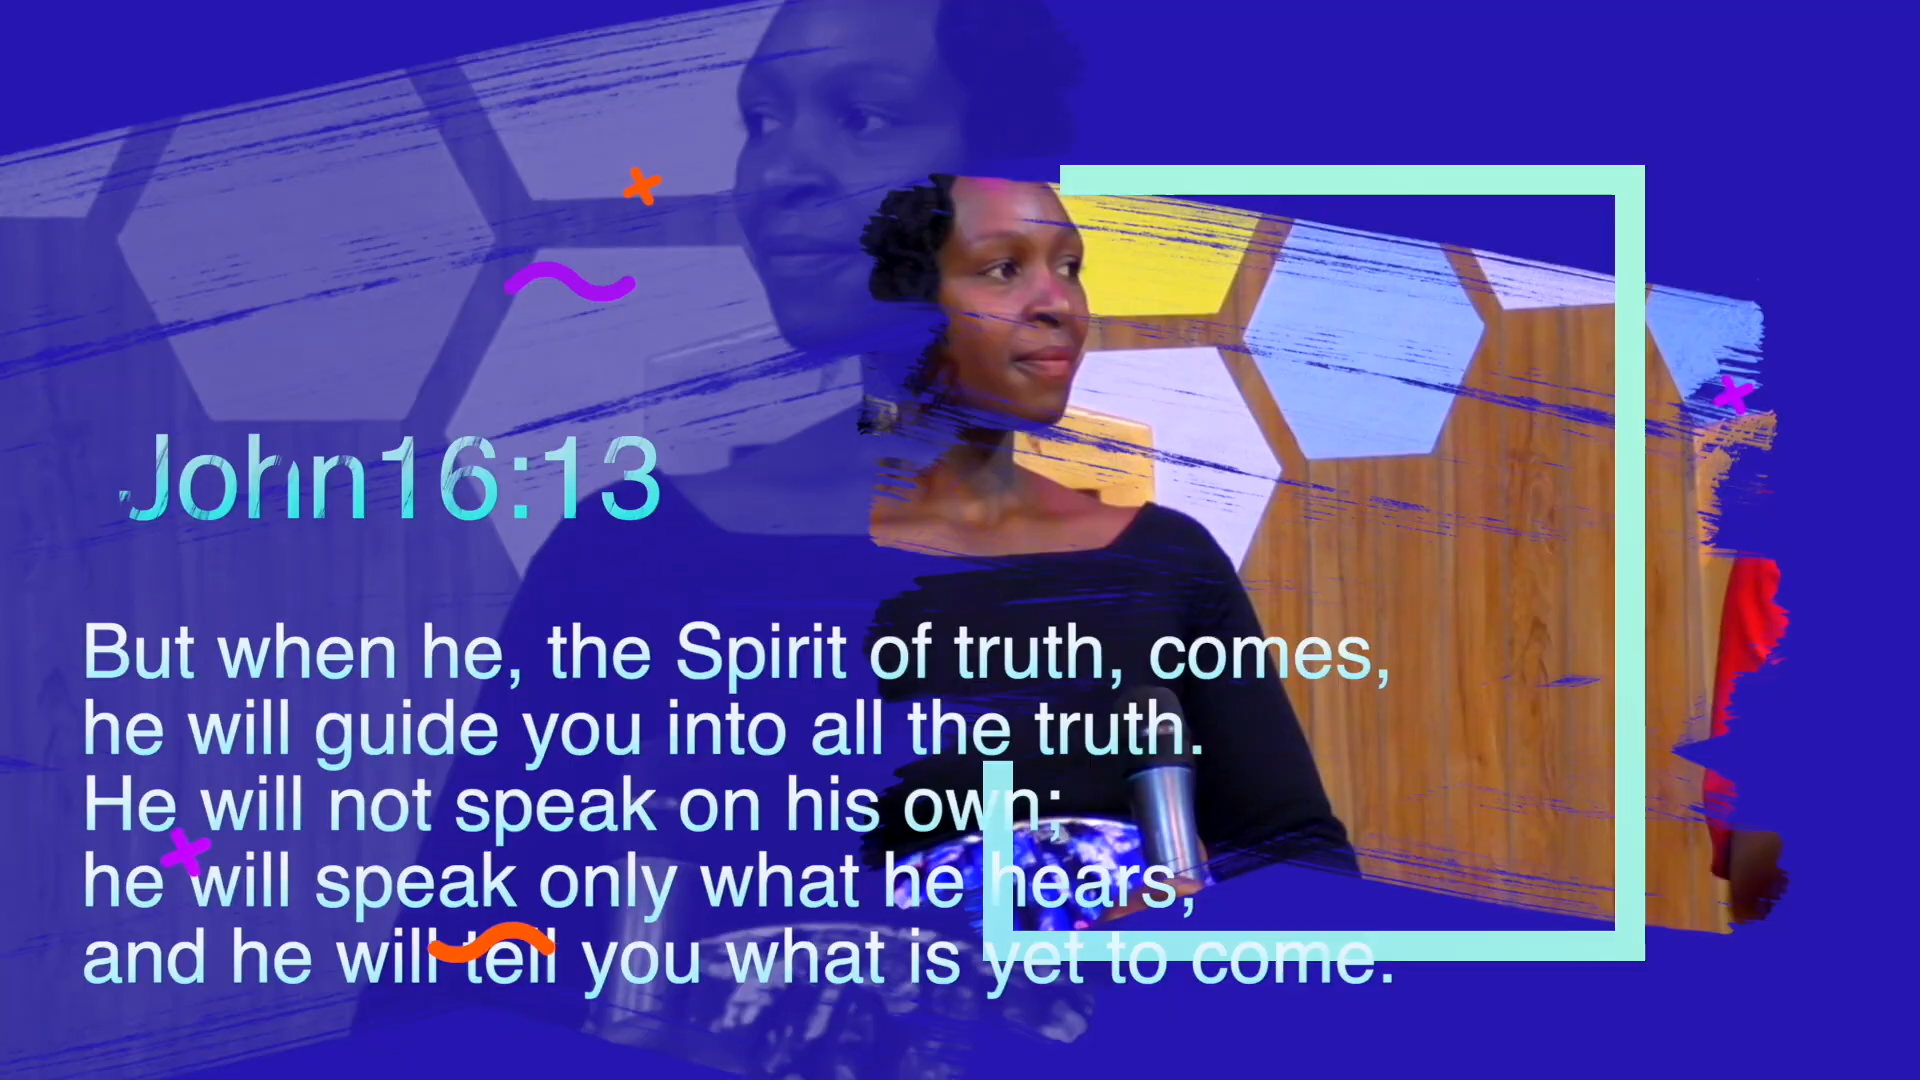 John16:13
But when he, the Spirit of truth, comes,
he will guide you into all the truth.
He will not speak on his own;
he will speak only what he hears,
and he will tell you what is yet to come.